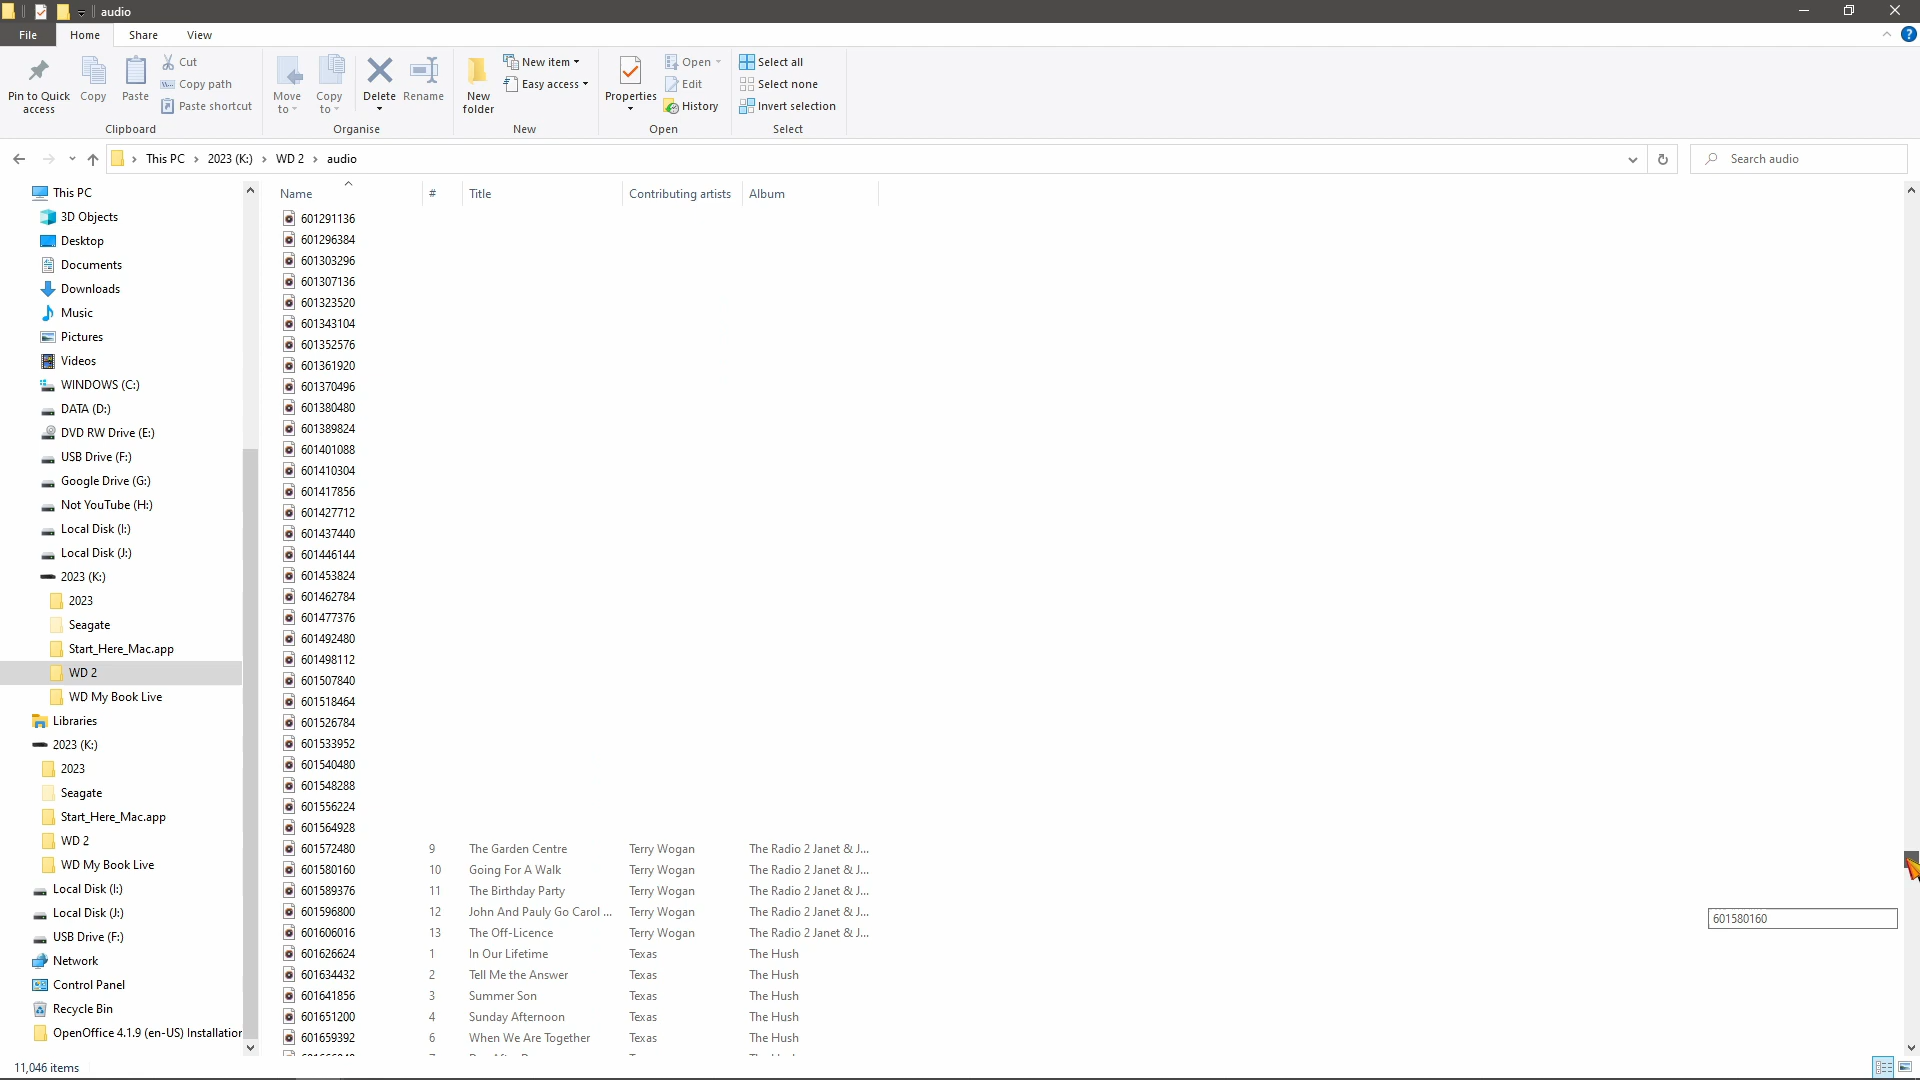 audio
File Home Share View
Pin to Quick access
Copy
Paste
Cut
Copy path
Paste shortcut
Clipboard
Move to
Copy to
Delete
Rename
Organise
New folder
New item
Easy access
New
Properties
Open
Edit
History
Open
Select all
Select none
Invert selection
Select
This PC › 2023 (K:) › WD 2 › audio
Search audio
This PC
3D Objects
Desktop
Documents
Downloads
Music
Pictures
Videos
WINDOWS (C:)
DATA (D:)
DVD RW Drive (E:)
USB Drive (F:)
Google Drive (G:)
Not YouTube (H:)
Local Disk (I:)
Local Disk (J:)
2023 (K:)
2023
Seagate
Start_Here_Mac.app
WD 2
WD My Book Live
Libraries
2023 (K:)
2023
Seagate
Start_Here_Mac.app
WD 2
WD My Book Live
Local Disk (I:)
Local Disk (J:)
USB Drive (F:)
Network
Control Panel
Recycle Bin
OpenOffice 4.1.9 (en-US) Installation
Name # Title Contributing artists Album
601291136
601296384
601303296
601307136
601323520
601343104
601352576
601361920
601370496
601380480
601389824
601401088
601410304
601417856
601427712
601437440
601446144
601453824
601462784
601477376
601492480
601498112
601507840
601518464
601526784
601533952
601540480
601548288
601556224
601564928
601572480 9 The Garden Centre Terry Wogan The Radio 2 Janet & J...
601580160 10 Going For A Walk Terry Wogan The Radio 2 Janet & J...
601589376 11 The Birthday Party Terry Wogan The Radio 2 Janet & J...
601596800 12 John And Pauly Go Carol ... Terry Wogan The Radio 2 Janet & J...
601606016 13 The Off-Licence Terry Wogan The Radio 2 Janet & J...
601626624 1 In Our Lifetime Texas The Hush
601634432 2 Tell Me the Answer Texas The Hush
601641856 3 Summer Son Texas The Hush
601651200 4 Sunday Afternoon Texas The Hush
601659392 6 When We Are Together Texas The Hush
601580160
11,046 items